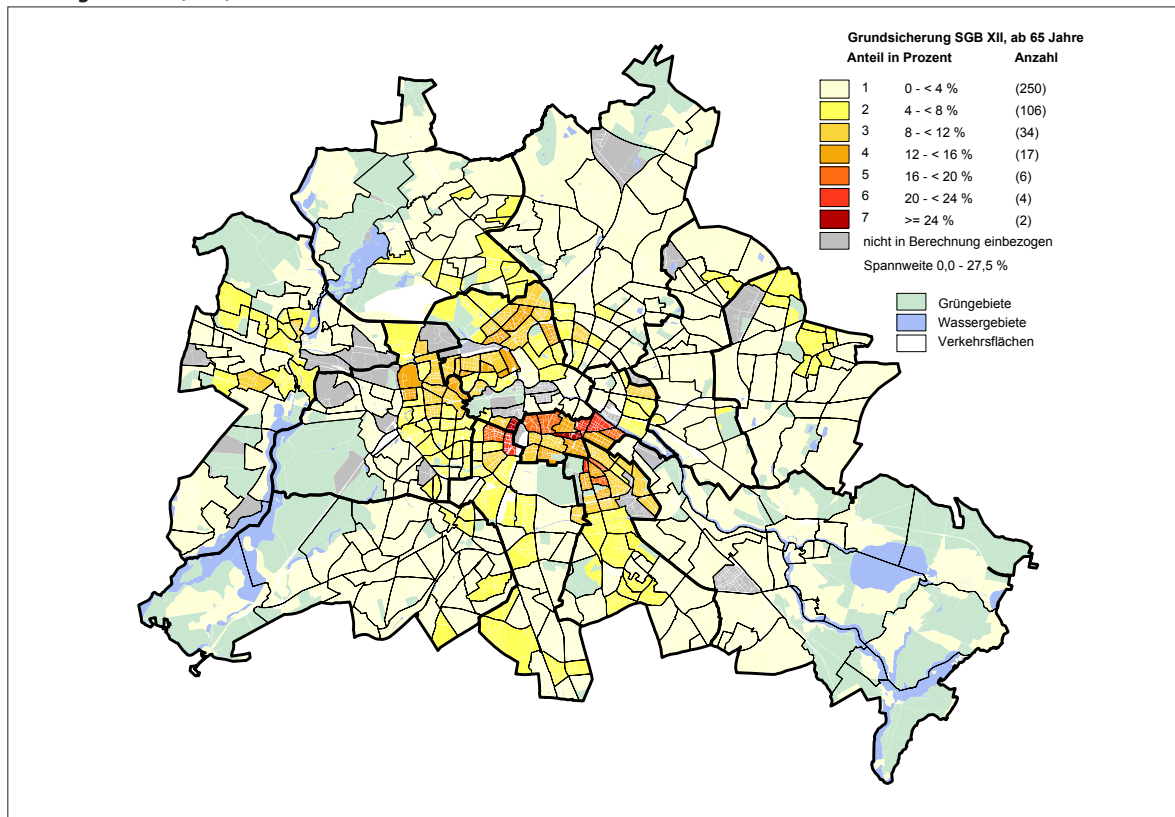 Grundsicherung SGB XII, ab 65 Jahre
Anteil in Prozent Anzahl
1 0 - < 4 % (250)
2 4 - < 8 % (106)
3 8 - < 12 % (34)
4 12 - < 16 % (17)
5 16 - < 20 % (6)
6 20 - < 24 % (4)
7 >= 24 % (2)
nicht in Berechnung einbezogen
Spannweite 0,0 - 27,5 %
Grüngebiete
Wassergebiete
Verkehrsflächen